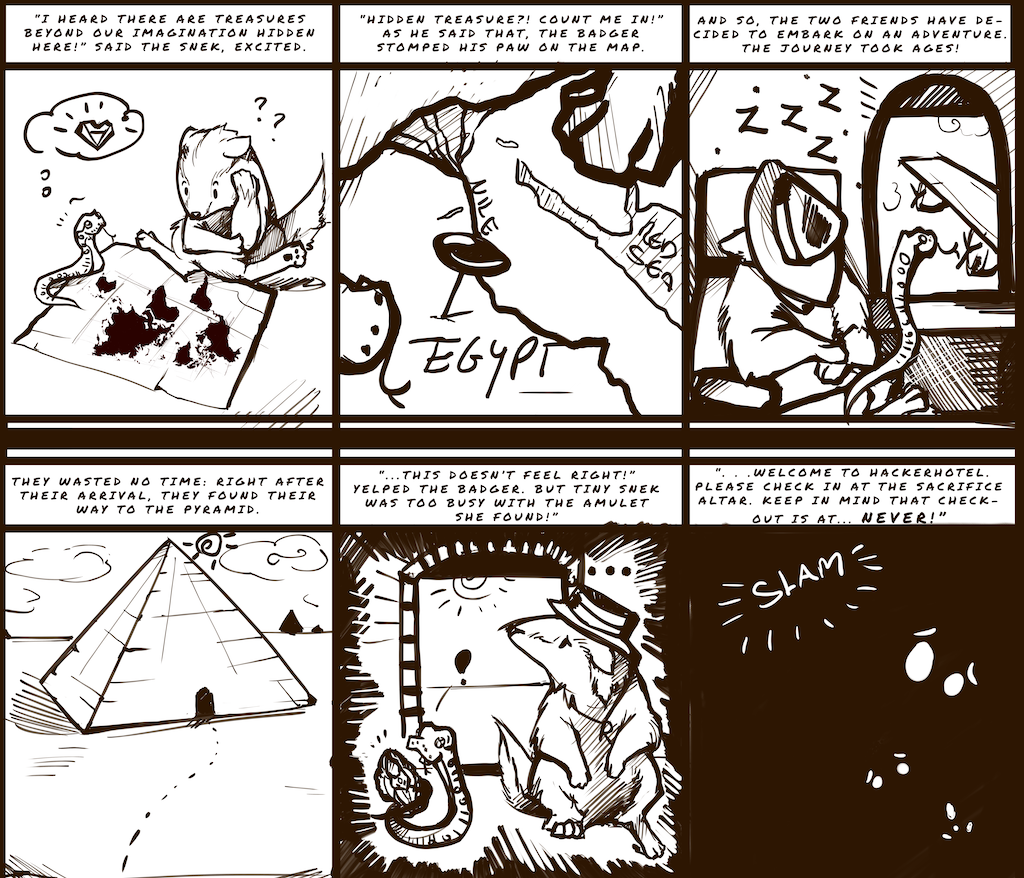 "I HEARD THERE ARE TREASURES
BEYOND OUR IMAGINATION HIDDEN
HERE!" SAID THE SNEK, EXCITED.
"HIDDEN TREASURE?! COUNT ME IN!"
AS HE SAID THAT, THE BADGER
STOMPED HIS PAW ON THE MAP.
AND SO, THE TWO FRIENDS HAVE DE-
CIDED TO EMBARK ON AN ADVENTURE.
THE JOURNEY TOOK AGES!
? ?
NILE
RED
SEA
EGYPT
Z Z Z Z
THEY WASTED NO TIME: RIGHT AFTER
THEIR ARRIVAL, THEY FOUND THEIR
WAY TO THE PYRAMID.
"...THIS DOESN'T FEEL RIGHT!"
YELPED THE BADGER. BUT TINY SNEK
WAS TOO BUSY WITH THE AMULET
SHE FOUND!"
". . .WELCOME TO HACKERHOTEL.
PLEASE CHECK IN AT THE SACRIFICE
ALTAR. KEEP IN MIND THAT CHECK-
OUT IS AT... NEVER!"
...
SLAM